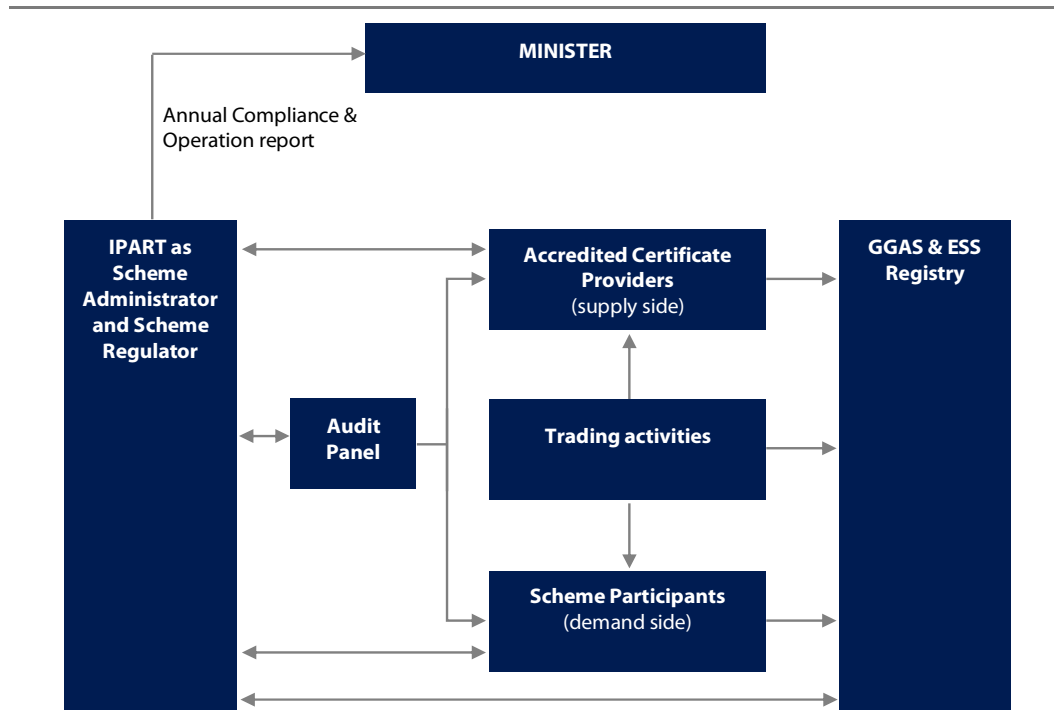 MINISTER
Annual Compliance &
Operation report
IPART as
Scheme
Administrator
and Scheme
Regulator
Accredited Certificate
Providers
(supply side)
GGAS & ESS
Registry
Audit
Panel
Trading activities
Scheme Participants
(demand side)